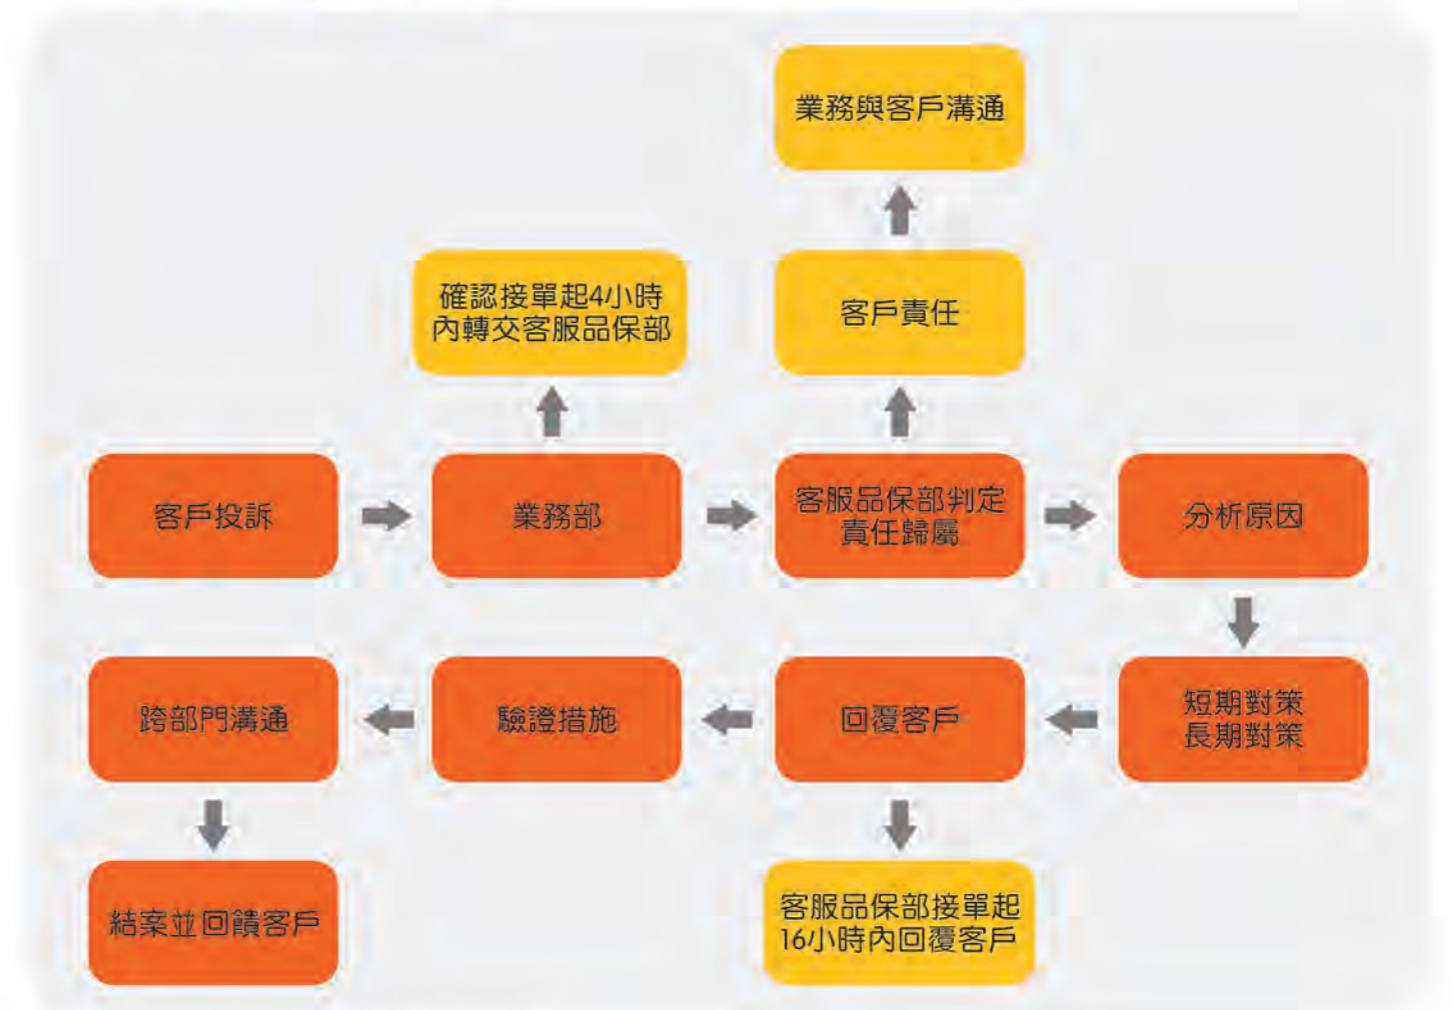 業務與客戶溝通
確認接單起4小時
內轉交客服品保部
客戶責任
客戶投訴
業務部
客服品保部判定
責任歸屬
分析原因
跨部門溝通
驗證措施
回覆客戶
短期對策
長期對策
結案並回饋客戶
客服品保部接單起
16小時內回覆客戶